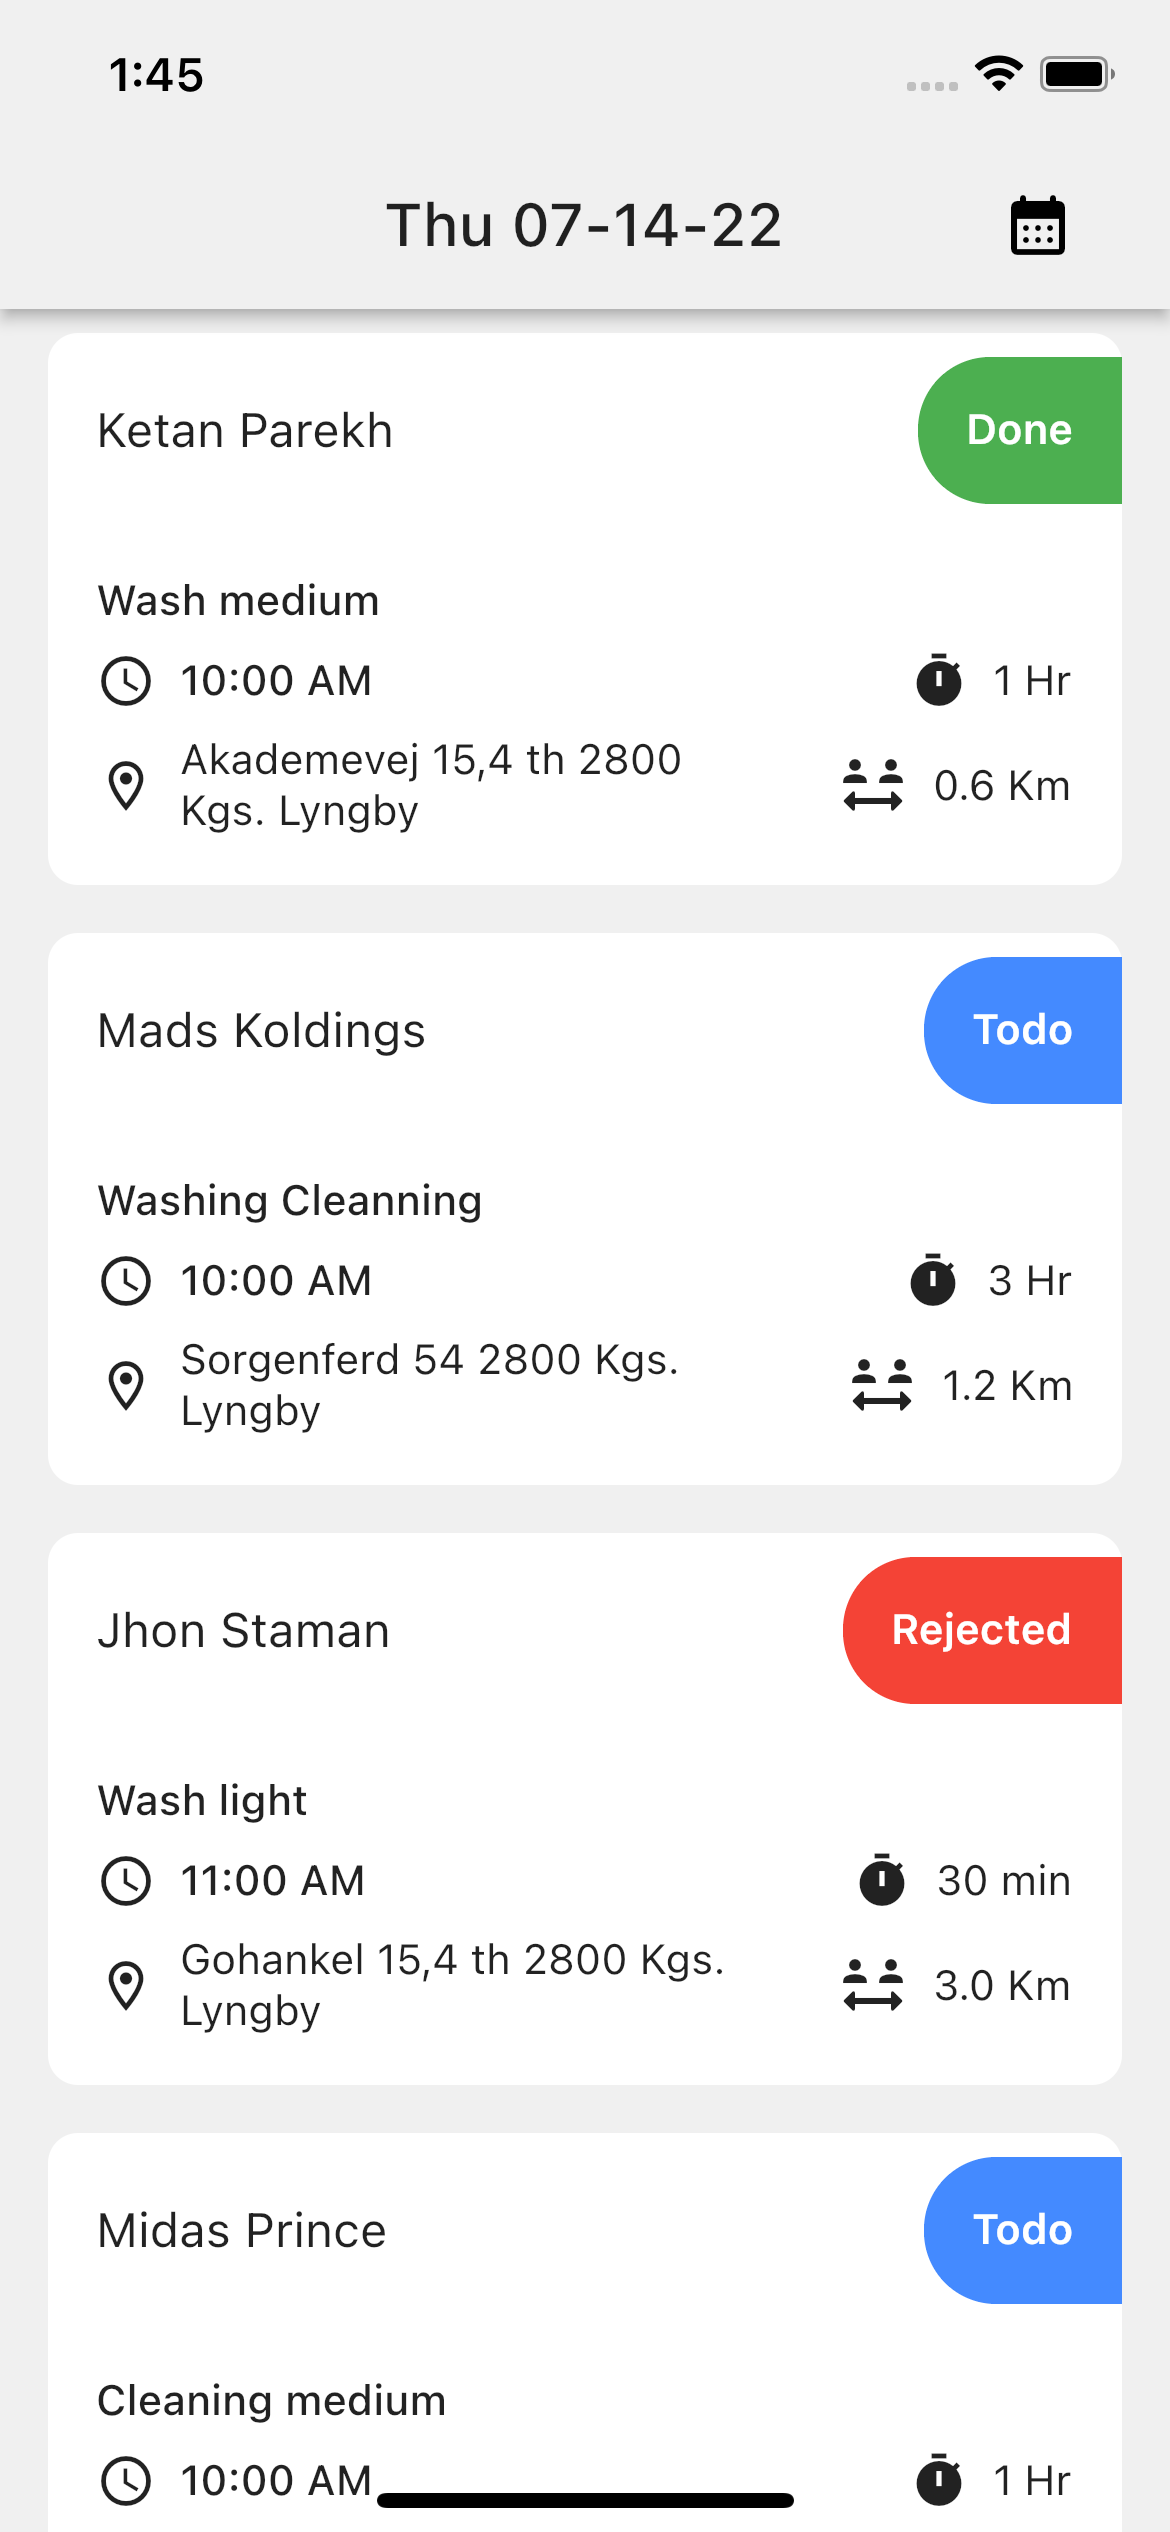 1:45
Thu 07-14-22
Ketan Parekh
Done
Wash medium
10:00 AM
1 Hr
Akademevej 15,4 th 2800
Kgs. Lyngby
0.6 Km
Mads Koldings
Todo
Washing Cleanning
10:00 AM
3 Hr
Sorgenferd 54 2800 Kgs.
Lyngby
1.2 Km
Jhon Staman
Rejected
Wash light
11:00 AM
30 min
Gohankel 15,4 th 2800 Kgs.
Lyngby
3.0 Km
Midas Prince
Todo
Cleaning medium
10:00 AM
1 Hr